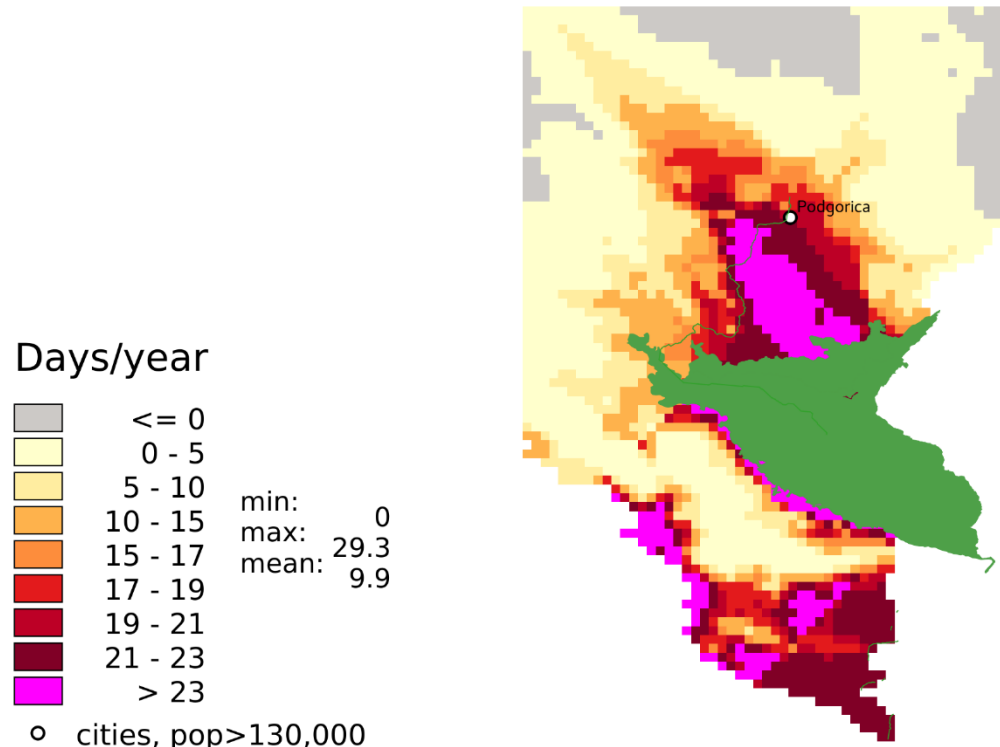 Podgorica
Days/year
<= 0
0 - 5
5 - 10
10 - 15
15 - 17
17 - 19
19 - 21
21 - 23
> 23
min: 0
max: 29.3
mean: 9.9
cities, pop>130,000